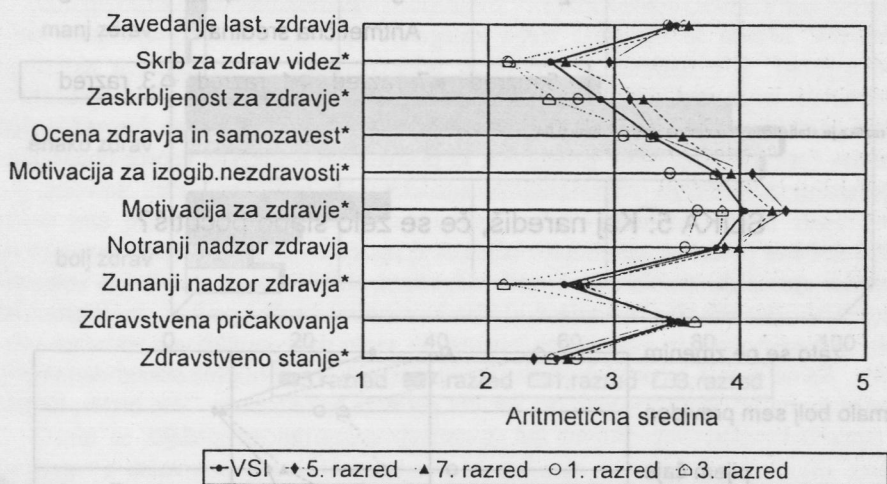 Zavedanje last. zdravja
Skrb za zdrav videz*
Zaskrbljenost za zdravje*
Ocena zdravja in samozavest*
Motivacija za izogib.nezdravosti*
Motivacija za zdravje*
Notranji nadzor zdravja
Zunanji nadzor zdravja*
Zdravstvena pričakovanja
Zdravstveno stanje*
1 2 3 4 5
Aritmetična sredina
VSI 5. razred 7. razred 1. razred 3. razred